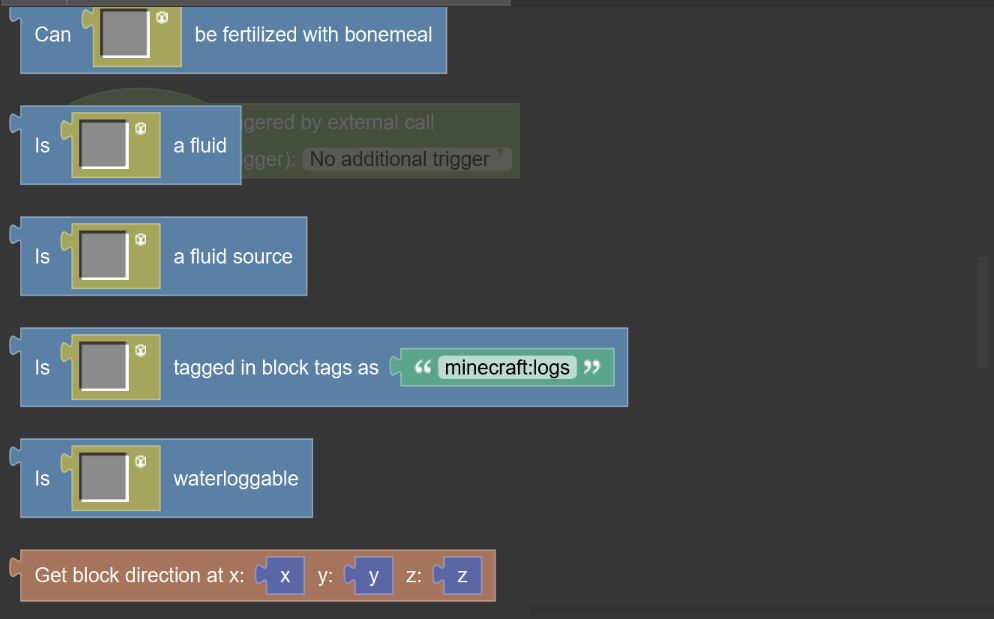 Can be fertilized with bonemeal
ggered by external call
Is a fluid
gger): No additional trigger
Is a fluid source
Is tagged in block tags as “ minecraft:logs ”
Is waterloggable
Get block direction at x: x y: y z: z